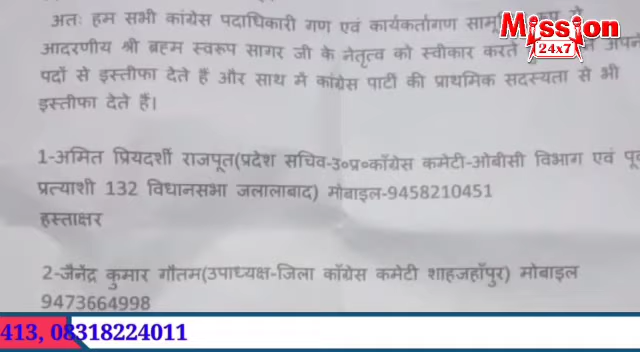 अतः हम सभी कांग्रेस पदाधिकारी गण एवं कार्यकर्तागण
आदरणीय श्री ब्रह्म स्वरूप सागर जी के नेतृत्व को स्वीकार करते अपने
पदों से इस्तीफा देते हैं और साथ में कांग्रेस पार्टी की प्राथमिक सदस्यता से भी
इस्तीफा देते हैं।
1-अमित प्रियदर्शी राजपूत(प्रदेश सचिव-उ०प्र०काँग्रेस कमेटी-ओबीसी विभाग एवं
प्रत्याशी 132 विधानसभा जलालाबाद) मोबाइल-9458210451
हस्ताक्षर
2-जैनेंद्र कुमार गौतम(उपाध्यक्ष-जिला काँग्रेस कमेटी शाहजहाँपुर) मोबाइल
9473664998
Mission
24x7
413, 08318224011